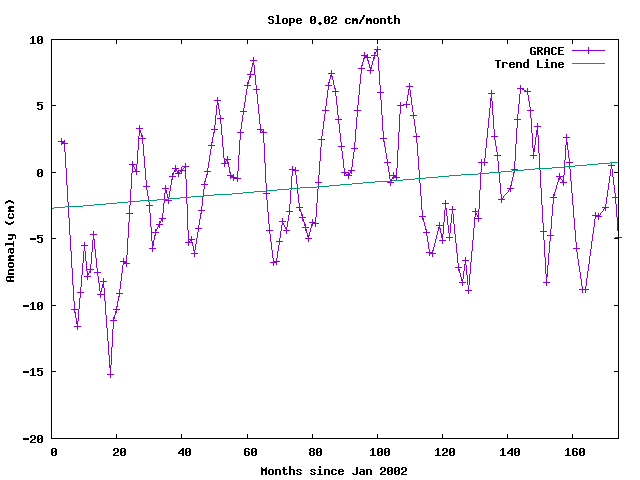 Slope 0.02 cm/month
GRACE
Trend Line
10
5
0
-5
-10
-15
-20
Anomaly (cm)
0 20 40 60 80 100 120 140 160
Months since Jan 2002